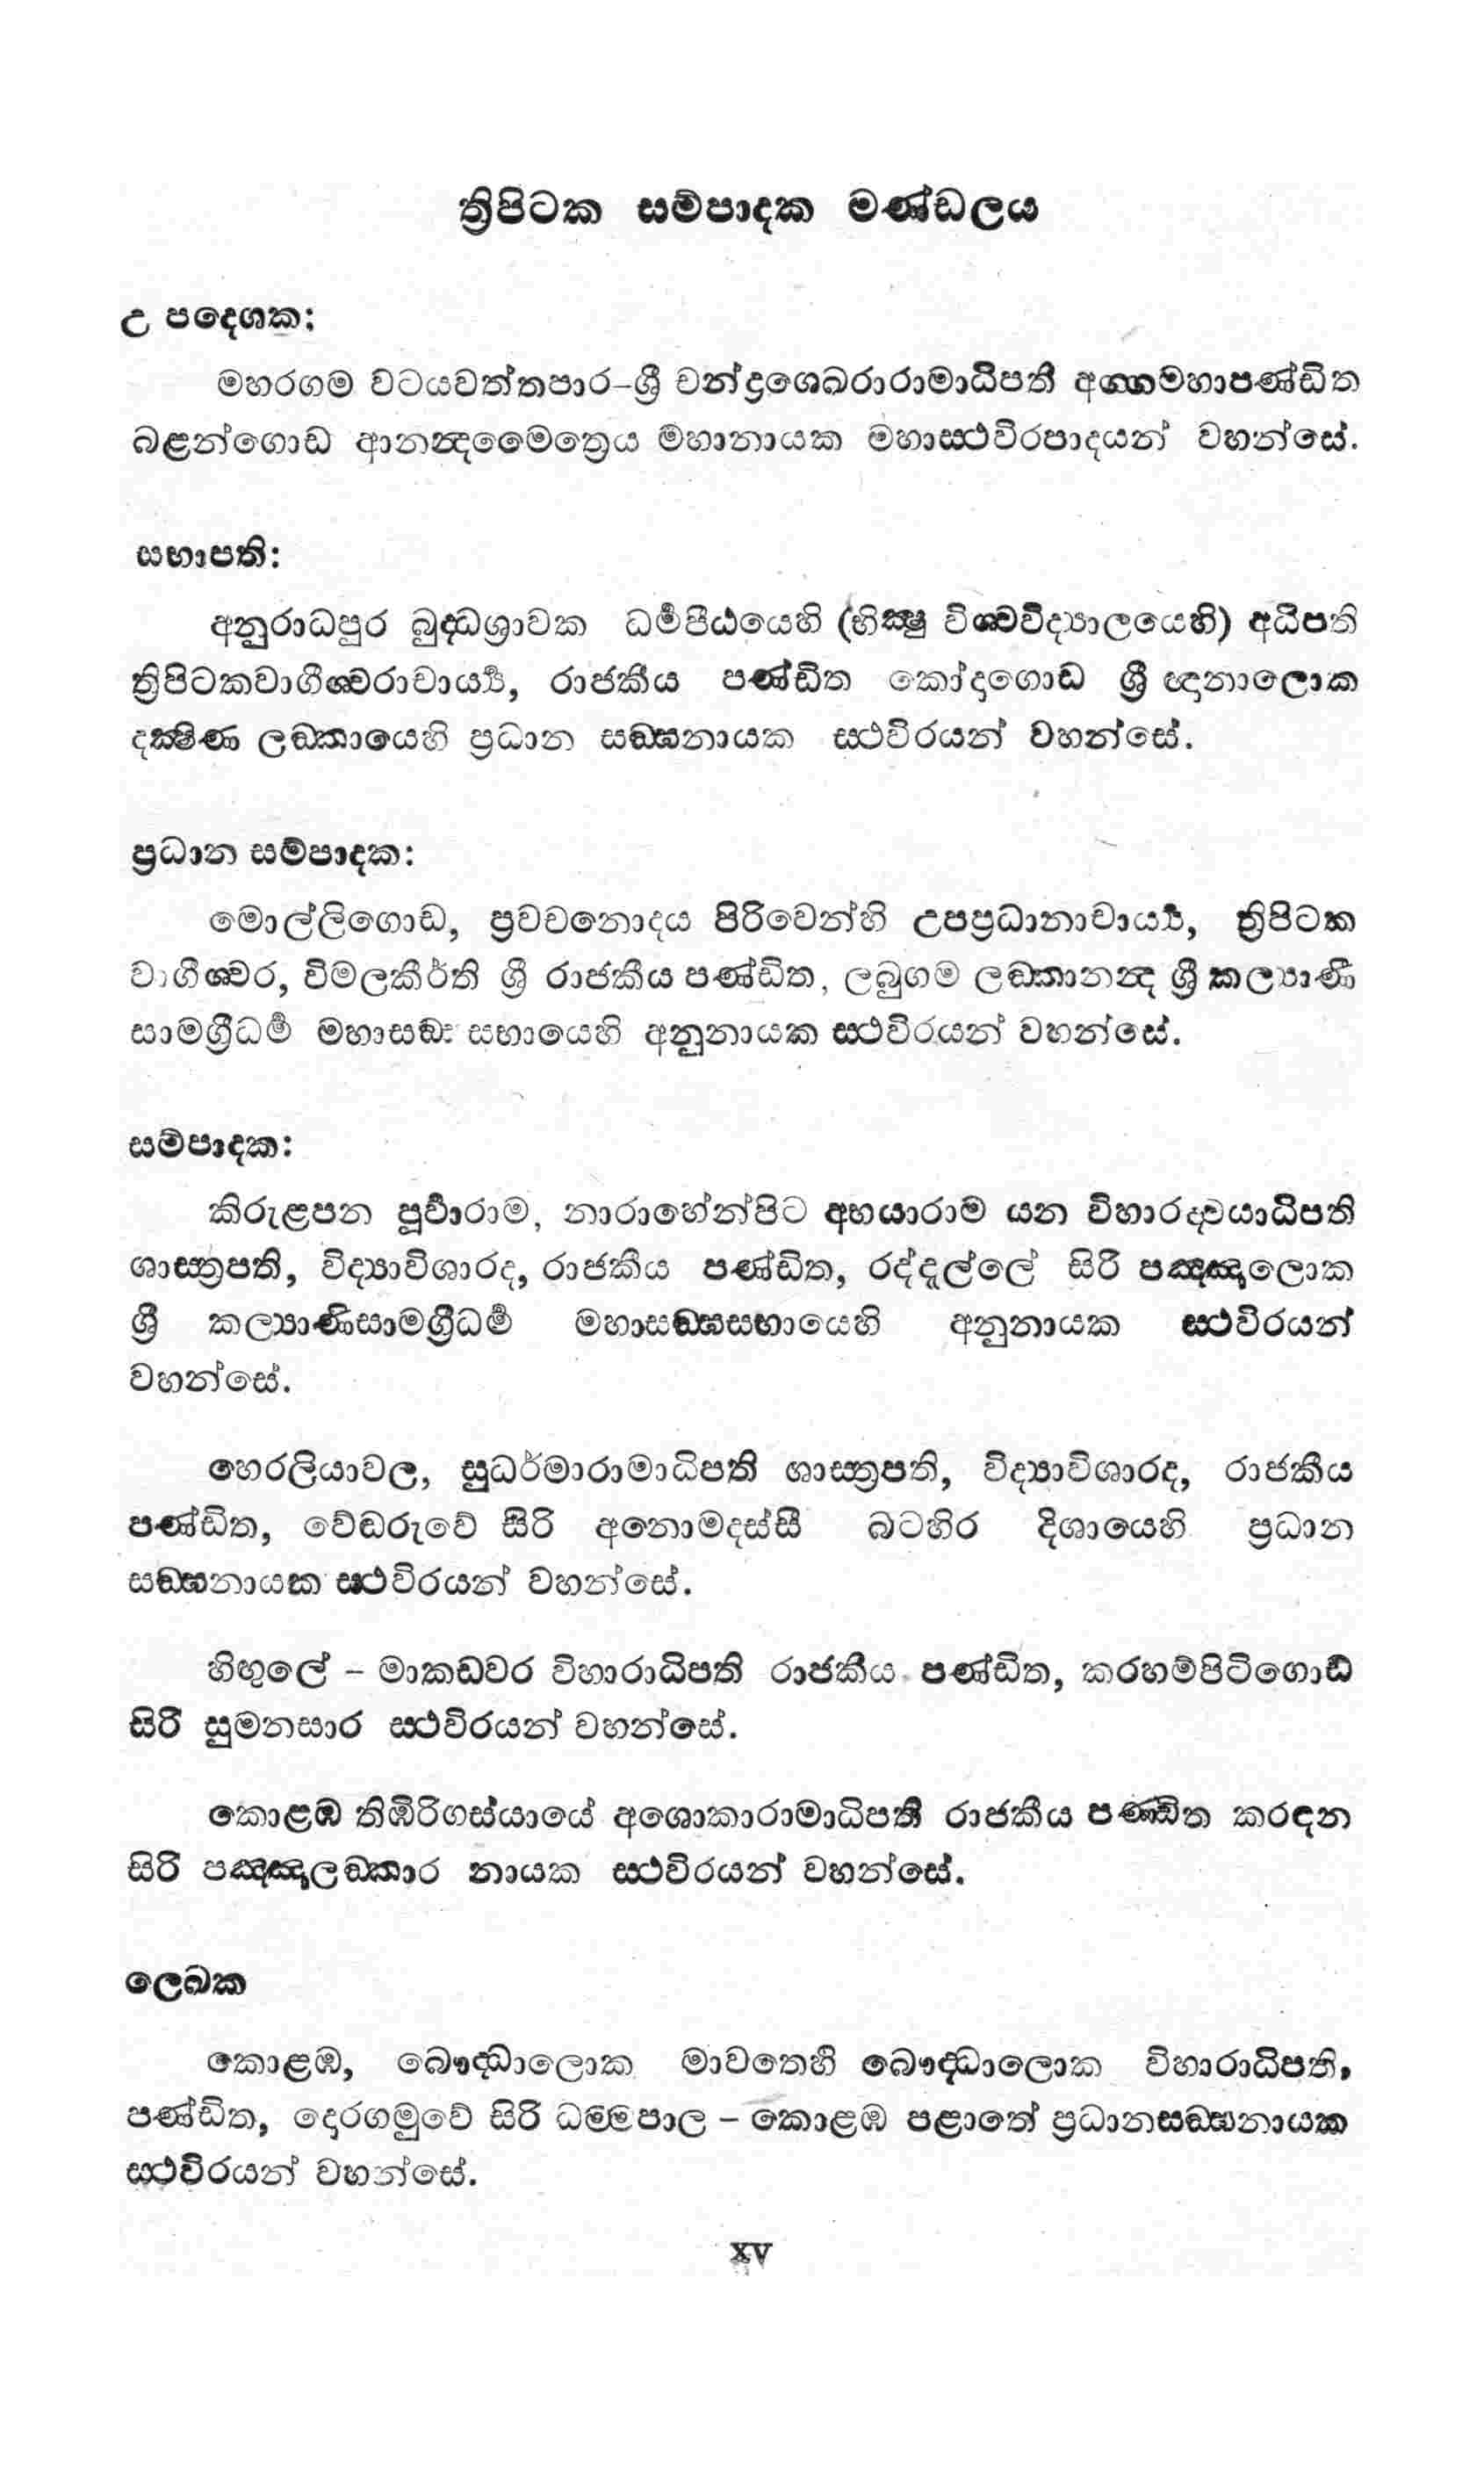 ත්‍රිපිටක සම්පාදක මණ්ඩලය
උ පදෙශක:
මහරගම වටයවත්තපාර–ශ්‍රී චන්ද්‍රශෙඛරාරාමාධිපති අග්‍ගමහාපණ්ඩිත
බළන්ගොඩ ආනන්‍දමෛත්‍රෙය මහානායක මහාස්‍ථවිරපාදයන් වහන්සේ.
සභාපති:
අනුරාධපුර බුද්‍ධශ්‍රාවක ධර්‍මපීඨයෙහි (භික්‍ෂු විශ්‍වවිද්‍යාලයෙහි) අධිපති
ත්‍රිපිටකවාගීශ්‍වරාචාර්‍ය්‍ය, රාජකීය පණ්ඩිත කෝදාගොඩ ශ්‍රී ඥානාලොක
දක්‍ෂිණ ලඞ්කායෙහි ප්‍රධාන සඞ්ඝනායක ස්‍ථවිරයන් වහන්සේ.
ප්‍රධාන සම්පාදක:
මොල්ලිගොඩ, ප්‍රවචනොදය පිරිවෙන්හි උපප්‍රධානාචාර්‍ය්‍ය, ත්‍රිපිටක
වාගීශ්‍වර, විමලකීර්ති ශ්‍රී රාජකීය පණ්ඩිත, ලබුගම ලඞ්කානන්‍ද ශ්‍රී කල්‍යාණී
සාමග්‍රීධර්‍ම මහාසඞ්ඝ සභායෙහි අනුනායක ස්‍ථවිරයන් වහන්සේ.
සම්පාදක:
කිරුළපන පූර්‍වාරාම, නාරාහේන්පිට අභයාරාම යන විහාරද්‍වයාධිපති
ශාස්ත්‍රපති, විද්‍යාවිශාරද, රාජකීය පණ්ඩිත, රද්දැල්ලේ සිරි පඤ්ඤාලොක
ශ්‍රී කල්‍යාණිසාමග්‍රීධර්‍ම මහාසඞ්ඝසභායෙහි අනුනායක ස්‍ථවිරයන්
වහන්සේ.
හෙරලියාවල, සුධර්මාරාමාධිපති ශාස්ත්‍රපති, විද්‍යාවිශාරද, රාජකීය
පණ්ඩිත, වේඬරුවේ සිරි අනොමදස්සි බටහිර දිශායෙහි ප්‍රධාන
සඞ්ඝනායක ස්‍ථවිරයන් වහන්සේ.
හිඟුලේ – මාකඩවර විහාරාධිපති රාජකීය පණ්ඩිත, කරහම්පිටිගොඩ
සිරි සුමනසාර ස්‍ථවිරයන් වහන්සේ.
කොළඹ තිඹිරිගස්යායේ අශොකාරාමාධිපති රාජකීය පණ්ඩිත කරඳන
සිරි පඤ්ඤාලඞ්කාර නායක ස්‍ථවිරයන් වහන්සේ.
ලෙඛක
කොළඹ, බෞද්‍ධාලොක මාවතෙහි බෞද්‍ධාලොක විහාරාධිපති,
පණ්ඩිත, දොරගමුවේ සිරි ධම්මපාල – කොළඹ පළාතේ ප්‍රධානසඞ්ඝනායක
ස්‍ථවිරයන් වහන්සේ.
xv